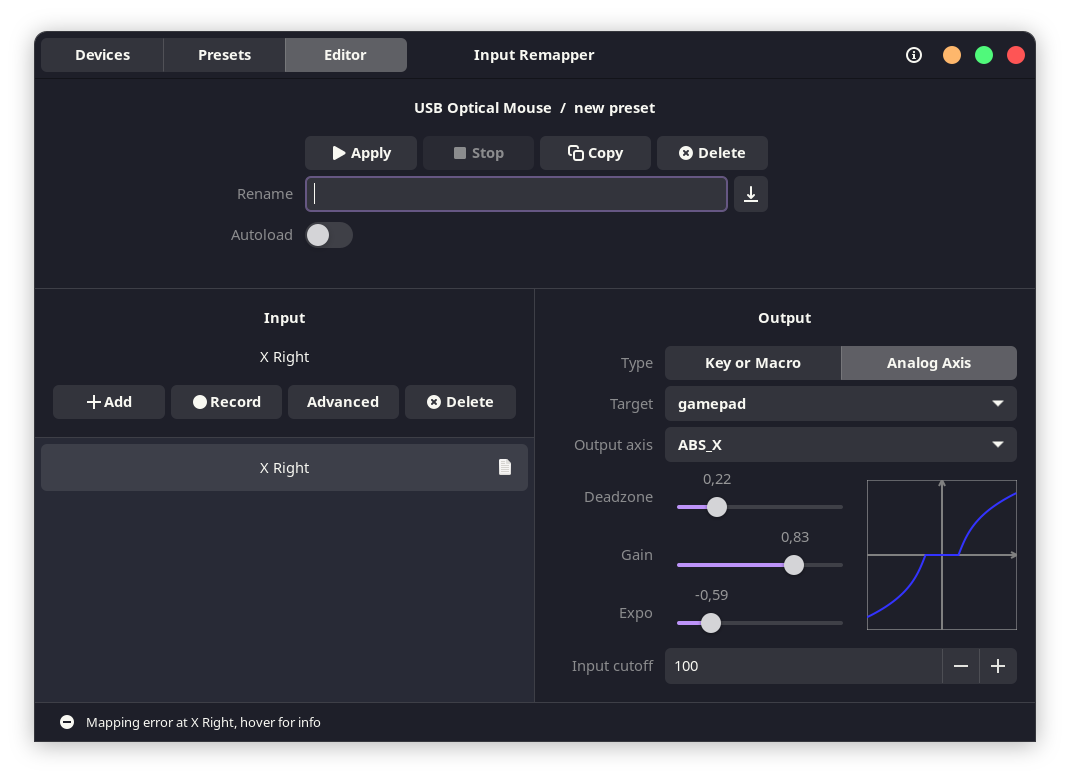 Devices Presets Editor Input Remapper
USB Optical Mouse / new preset
Apply Stop Copy Delete
Rename
Autoload
Input
X Right
Add Record Advanced Delete
X Right
Output
Type Key or Macro Analog Axis
Target gamepad
Output axis ABS_X
0,22
Deadzone
0,83
Gain
-0,59
Expo
Input cutoff 100
Mapping error at X Right, hover for info